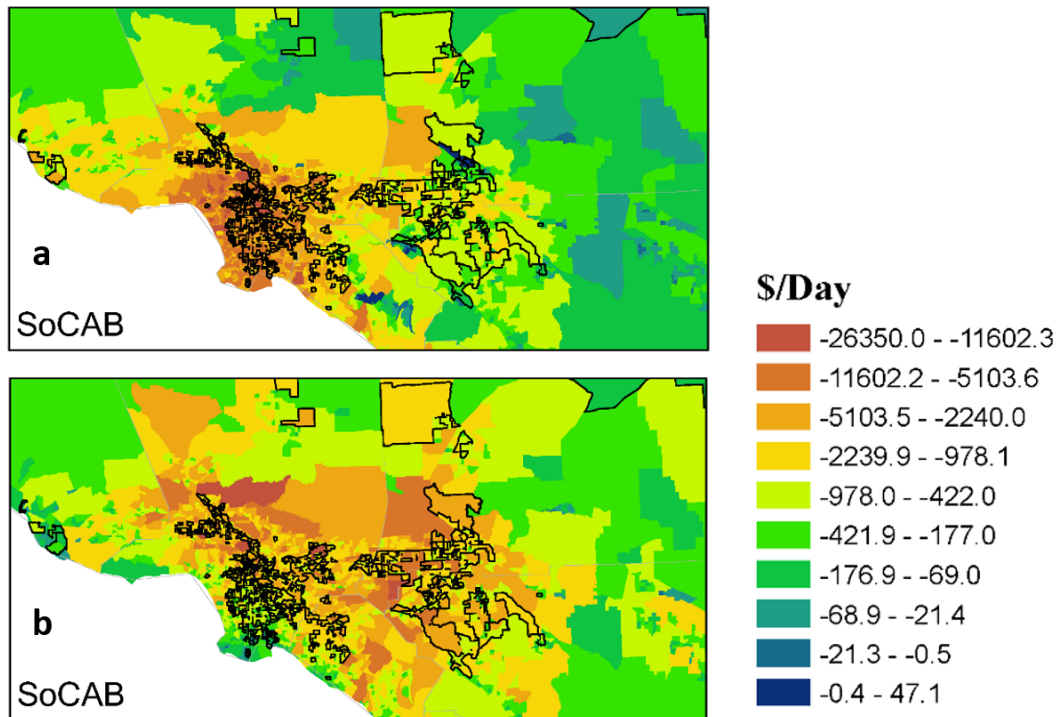 a
SoCAB
b
SoCAB
$/Day
-26350.0 - -11602.3
-11602.2 - -5103.6
-5103.5 - -2240.0
-2239.9 - -978.1
-978.0 - -422.0
-421.9 - -177.0
-176.9 - -69.0
-68.9 - -21.4
-21.3 - -0.5
-0.4 - 47.1